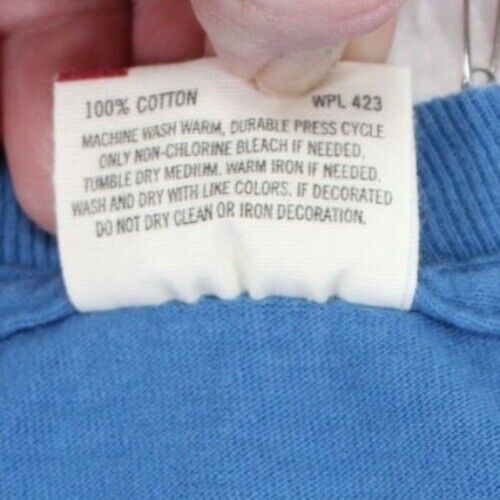 100% COTTON WPL 423
MACHINE WASH WARM, DURABLE PRESS CYCLE
ONLY NON-CHLORINE BLEACH IF NEEDED.
TUMBLE DRY MEDIUM. WARM IRON IF NEEDED.
WASH AND DRY WITH LIKE COLORS. IF DECORATED
DO NOT DRY CLEAN OR IRON DECORATION.